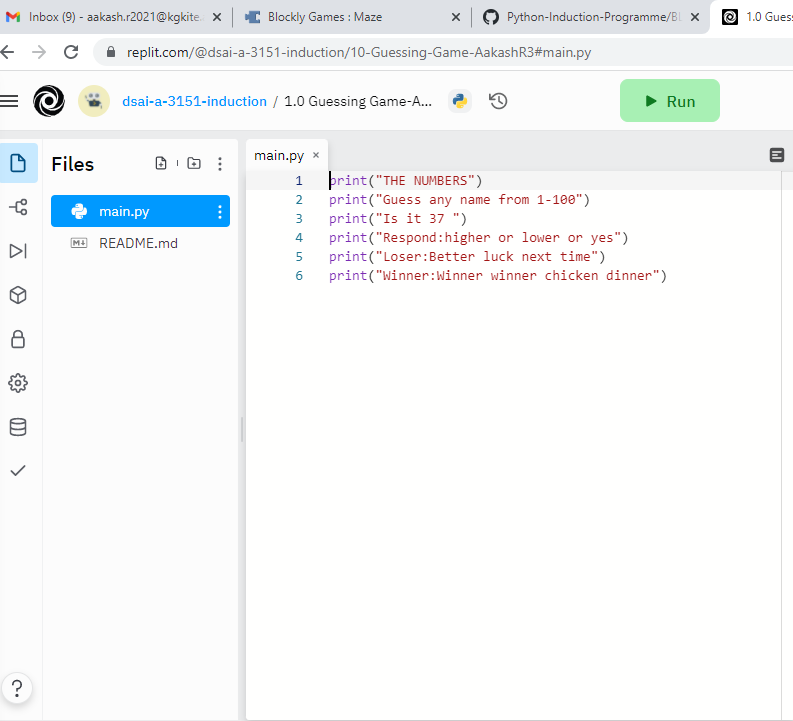 Inbox (9) - aakash.r2021@kgkite.
Blockly Games : Maze
Python-Induction-Programme/Bl
1.0 Gues
replit.com/@dsai-a-3151-induction/10-Guessing-Game-AakashR3#main.py
dsai-a-3151-induction / 1.0 Guessing Game-A...
Run
Files
main.py
README.md
main.py ×
1 print("THE NUMBERS")
2 print("Guess any name from 1-100")
3 print("Is it 37 ")
4 print("Respond:higher or lower or yes")
5 print("Loser:Better luck next time")
6 print("Winner:Winner winner chicken dinner")
?